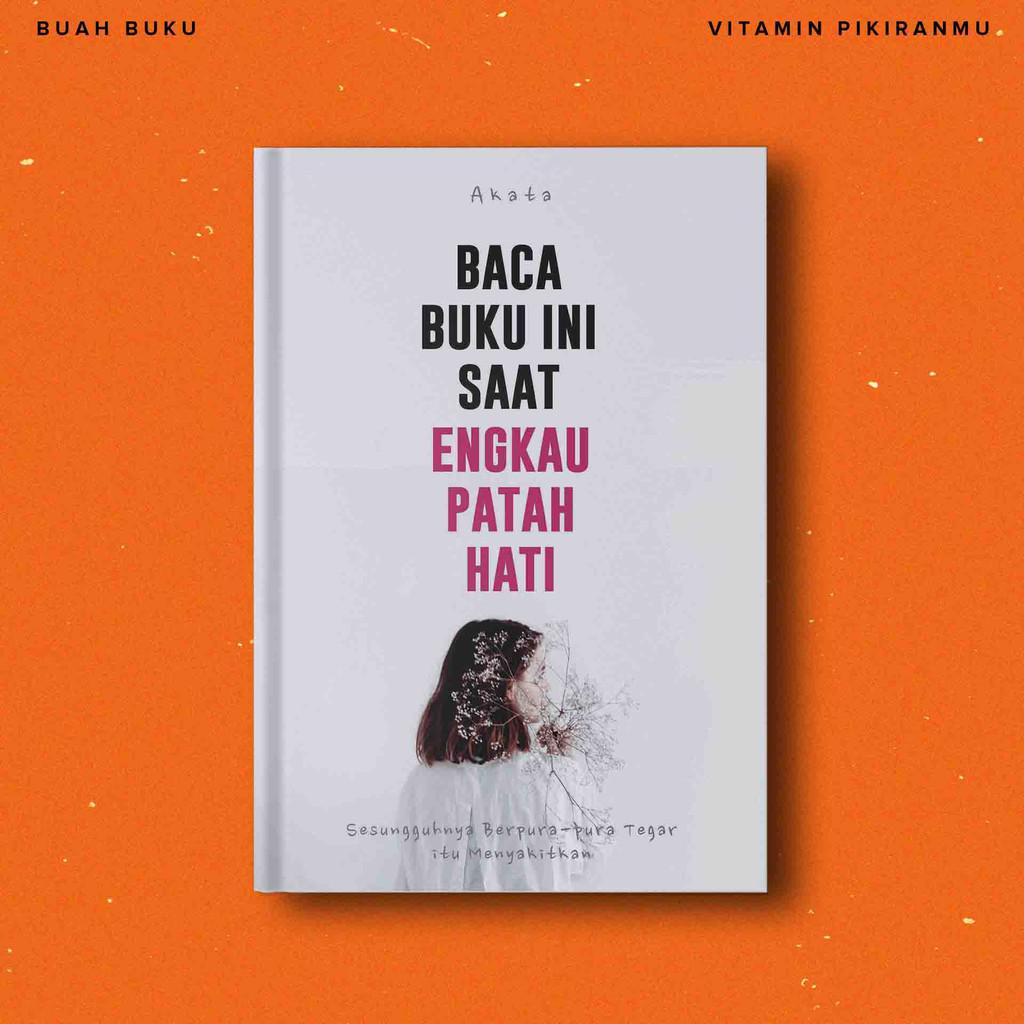 BUAH BUKU
VITAMIN PIKIRANMU
Akata
BACA
BUKU INI
SAAT
ENGKAU
PATAH
HATI
Sesungguhnya Berpura-pura Tegar
itu Menyakitkan